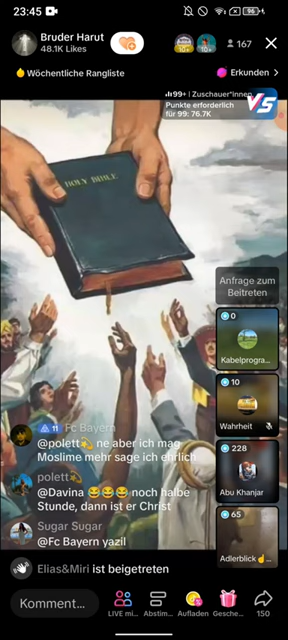 23:45
96
Bruder Harut
48.1K Likes
10+
167
Wöchentliche Rangliste
Erkunden
99+ | Zuschauer*innen
Punkte erforderlich
für 99: 76.7K
VS
HOLY BIBLE
Anfrage zum
Beitreten
0
Kabelprogra...
10
Wahrheit
228
Abu Khanjar
65
Adlerblick☝️...
11 Fc Bayern
@polett💫 ne aber ich mag
Moslime mehr sage ich ehrlich
polett💫
@Davina 😂😂😂 noch halbe
Stunde, dann ist er Christ
Sugar Sugar
@Fc Bayern yazil
Elias&Miri ist beigetreten
Komment...
LIVE mi...
Abstim...
Aufladen
Gesche...
150